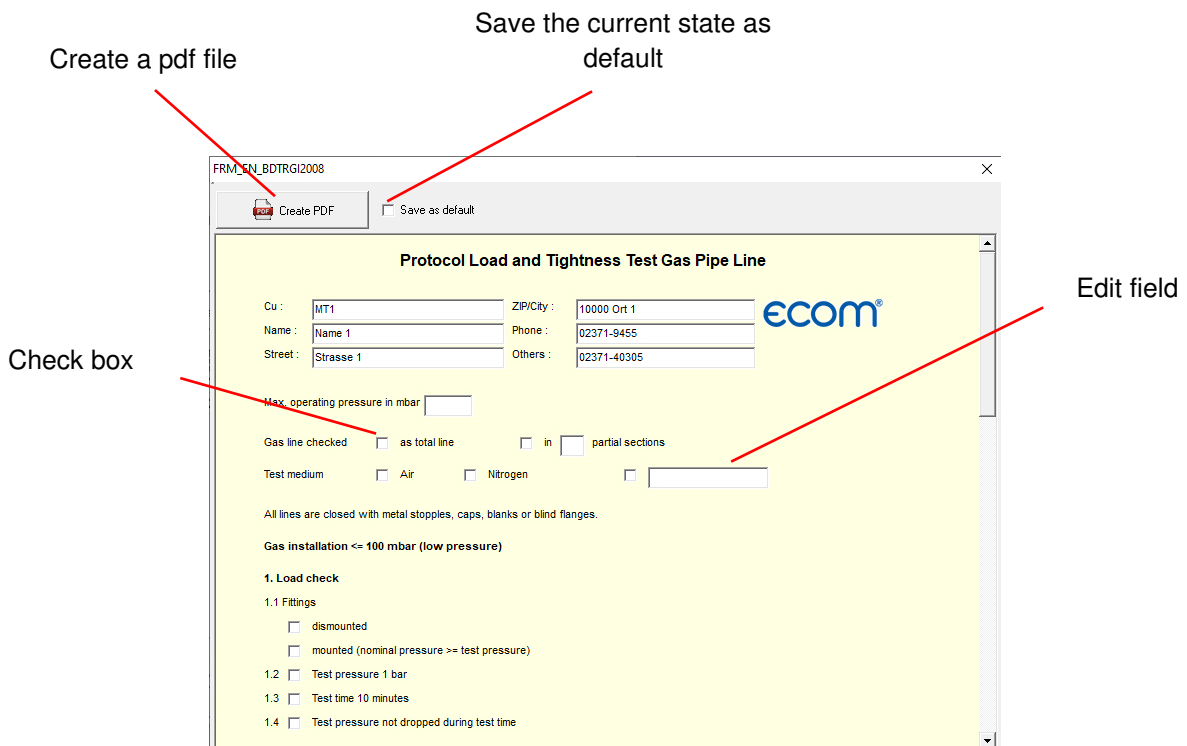 Save the current state as
default
Create a pdf file
FRM_EN_BDTRGI2008
PDF Create PDF Save as default
Protocol Load and Tightness Test Gas Pipe Line
Edit field
Cu : MT1 ZIP/City : 10000 Ort 1
ecom®
Name : Name 1 Phone : 02371-9455
Street : Strasse 1 Others : 02371-40305
Check box
Max. operating pressure in mbar
Gas line checked as total line in partial sections
Test medium Air Nitrogen
All lines are closed with metal stopples, caps, blanks or blind flanges.
Gas installation <= 100 mbar (low pressure)
1. Load check
1.1 Fittings
dismounted
mounted (nominal pressure >= test pressure)
1.2 Test pressure 1 bar
1.3 Test time 10 minutes
1.4 Test pressure not dropped during test time